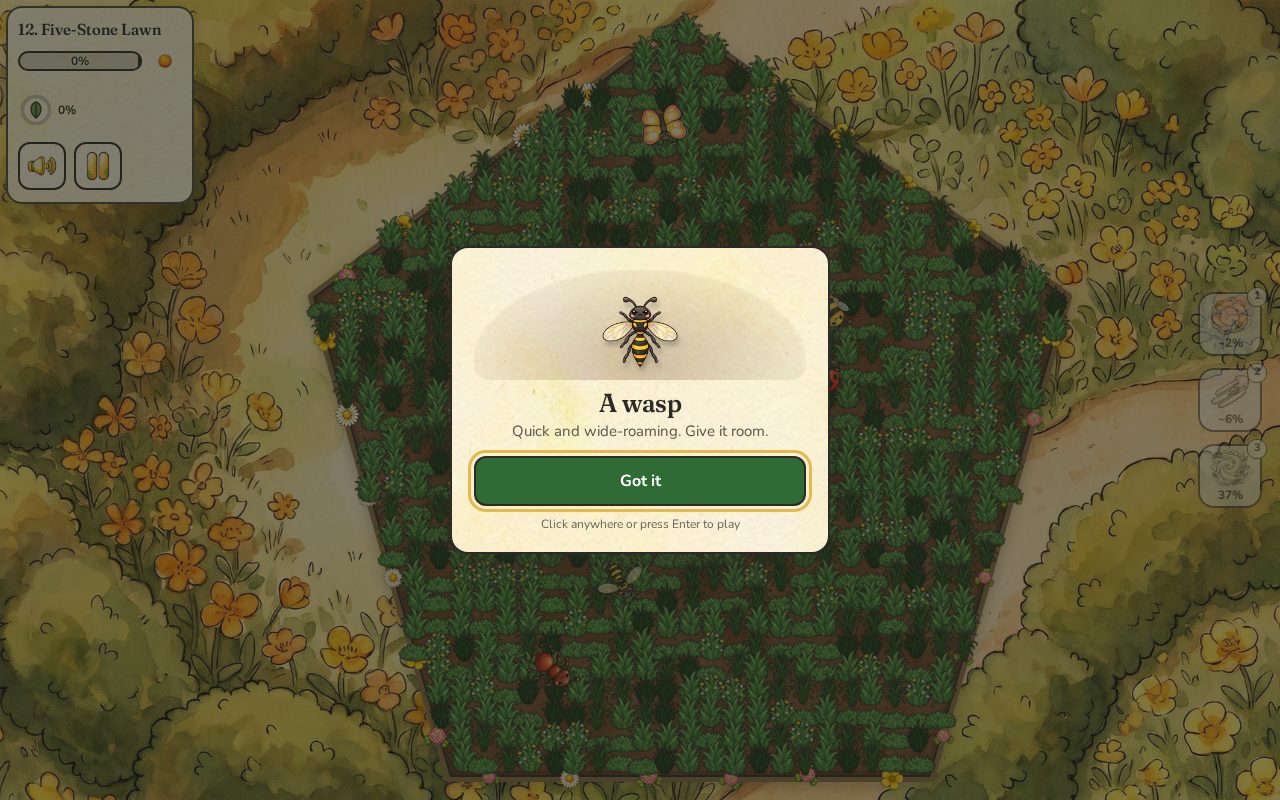 12. Five-Stone Lawn
0%
0%
A wasp
Quick and wide-roaming. Give it room.
Got it
Click anywhere or press Enter to play
1
~2%
2
~6%
3
37%